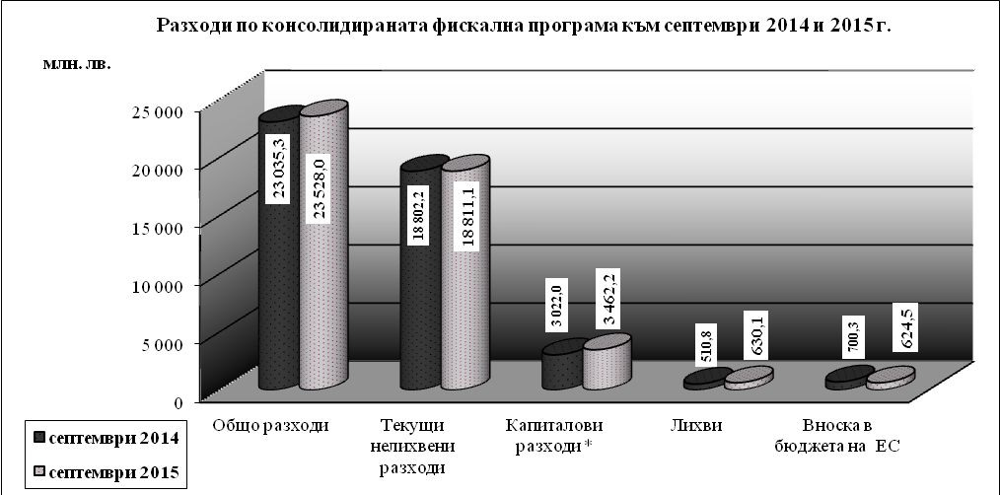 Разходи по консолидираната фискална програма към септември 2014 и 2015 г.
млн. лв.
25 000
20 000
15 000
10 000
5 000
0
23 035,3
23 528,0
18 802,2
18 811,1
3 022,0
3 462,2
510,8
630,1
700,3
624,5
Общо разходи
Текущи
нелихвени
разходи
Капиталови
разходи *
Лихви
Вноска в
бюджета на ЕС
септември 2014
септември 2015